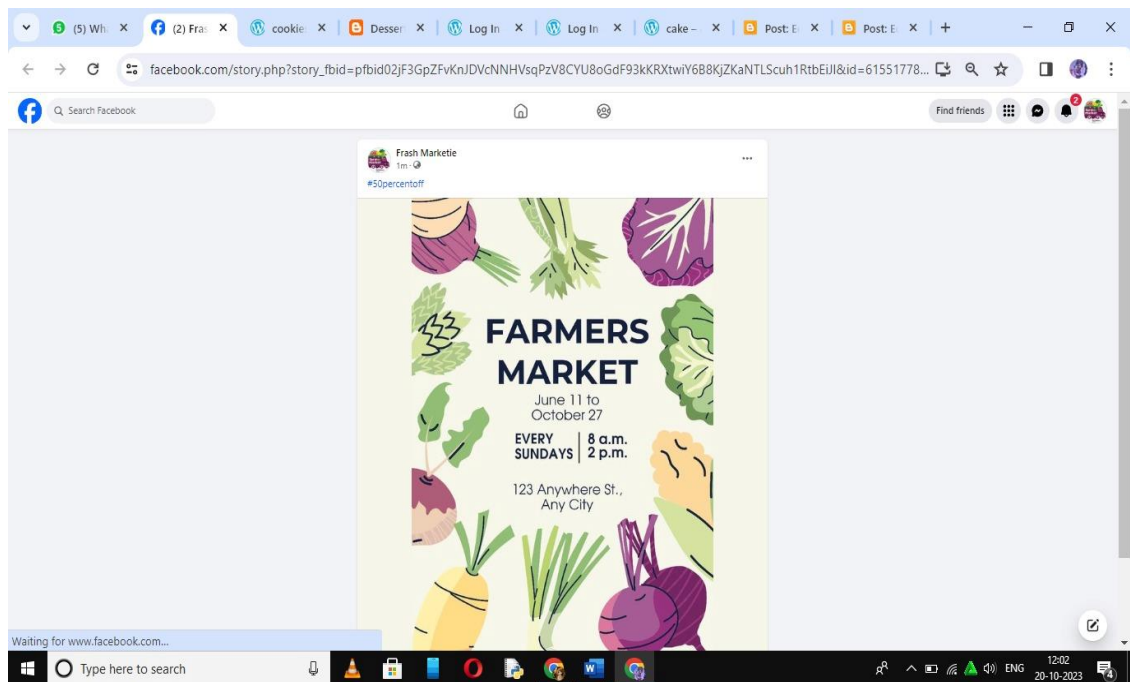 (5) Wh
(2) Fras
cookie
Desser
Log In
Log In
cake –
Post: E
Post: E
facebook.com/story.php?story_fbid=pfbid02jF3GpZFvKnJDVcNNHVsqPzV8CYU8oGdF93kKRXtwiY6B8KjZKaNTLScuh1RtbEiJl&id=61551778...
Search Facebook
Find friends
2
Frash Marketie
1m
#50percentoff
FARMERS
MARKET
June 11 to
October 27
EVERY 8 a.m.
SUNDAYS 2 p.m.
123 Anywhere St.,
Any City
Waiting for www.facebook.com...
Type here to search
ENG
12:02
20-10-2023
4